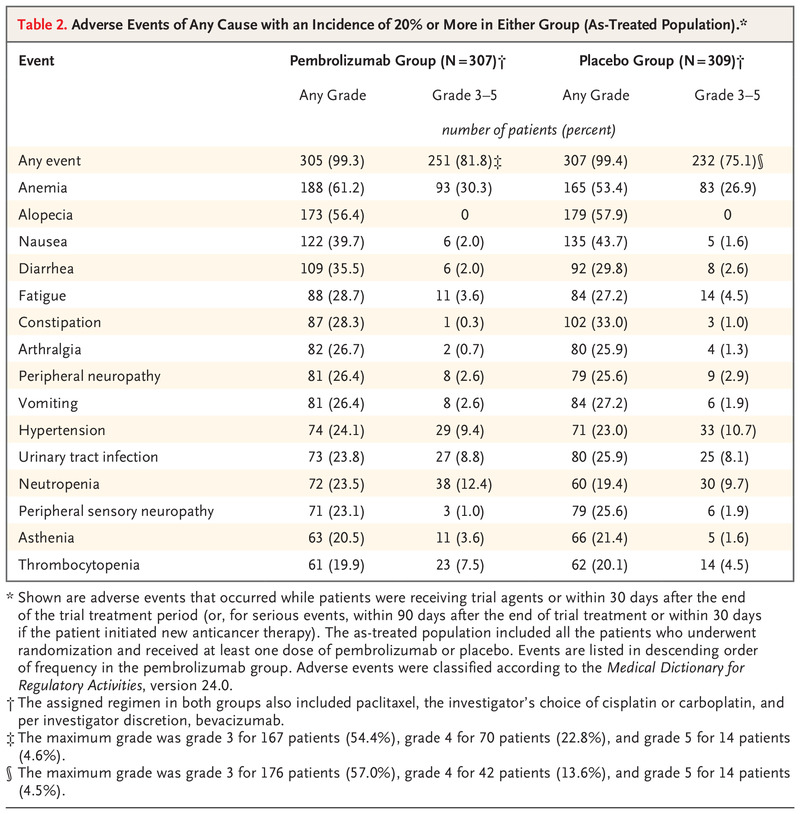 Table 2. Adverse Events of Any Cause with an Incidence of 20% or More in Either Group (As-Treated Population).*
Event Pembrolizumab Group (N=307)† Placebo Group (N=309)†
Any Grade Grade 3–5 Any Grade Grade 3–5
number of patients (percent)
Any event 305 (99.3) 251 (81.8)‡ 307 (99.4) 232 (75.1)§
Anemia 188 (61.2) 93 (30.3) 165 (53.4) 83 (26.9)
Alopecia 173 (56.4) 0 179 (57.9) 0
Nausea 122 (39.7) 6 (2.0) 135 (43.7) 5 (1.6)
Diarrhea 109 (35.5) 6 (2.0) 92 (29.8) 8 (2.6)
Fatigue 88 (28.7) 11 (3.6) 84 (27.2) 14 (4.5)
Constipation 87 (28.3) 1 (0.3) 102 (33.0) 3 (1.0)
Arthralgia 82 (26.7) 2 (0.7) 80 (25.9) 4 (1.3)
Peripheral neuropathy 81 (26.4) 8 (2.6) 79 (25.6) 9 (2.9)
Vomiting 81 (26.4) 8 (2.6) 84 (27.2) 6 (1.9)
Hypertension 74 (24.1) 29 (9.4) 71 (23.0) 33 (10.7)
Urinary tract infection 73 (23.8) 27 (8.8) 80 (25.9) 25 (8.1)
Neutropenia 72 (23.5) 38 (12.4) 60 (19.4) 30 (9.7)
Peripheral sensory neuropathy 71 (23.1) 3 (1.0) 79 (25.6) 6 (1.9)
Asthenia 63 (20.5) 11 (3.6) 66 (21.4) 5 (1.6)
Thrombocytopenia 61 (19.9) 23 (7.5) 62 (20.1) 14 (4.5)
* Shown are adverse events that occurred while patients were receiving trial agents or within 30 days after the end
of the trial treatment period (or, for serious events, within 90 days after the end of trial treatment or within 30 days
if the patient initiated new anticancer therapy). The as-treated population included all the patients who underwent
randomization and received at least one dose of pembrolizumab or placebo. Events are listed in descending order
of frequency in the pembrolizumab group. Adverse events were classified according to the Medical Dictionary for
Regulatory Activities, version 24.0.
† The assigned regimen in both groups also included paclitaxel, the investigator's choice of cisplatin or carboplatin, and
per investigator discretion, bevacizumab.
‡ The maximum grade was grade 3 for 167 patients (54.4%), grade 4 for 70 patients (22.8%), and grade 5 for 14 patients
(4.6%).
§ The maximum grade was grade 3 for 176 patients (57.0%), grade 4 for 42 patients (13.6%), and grade 5 for 14 patients
(4.5%).